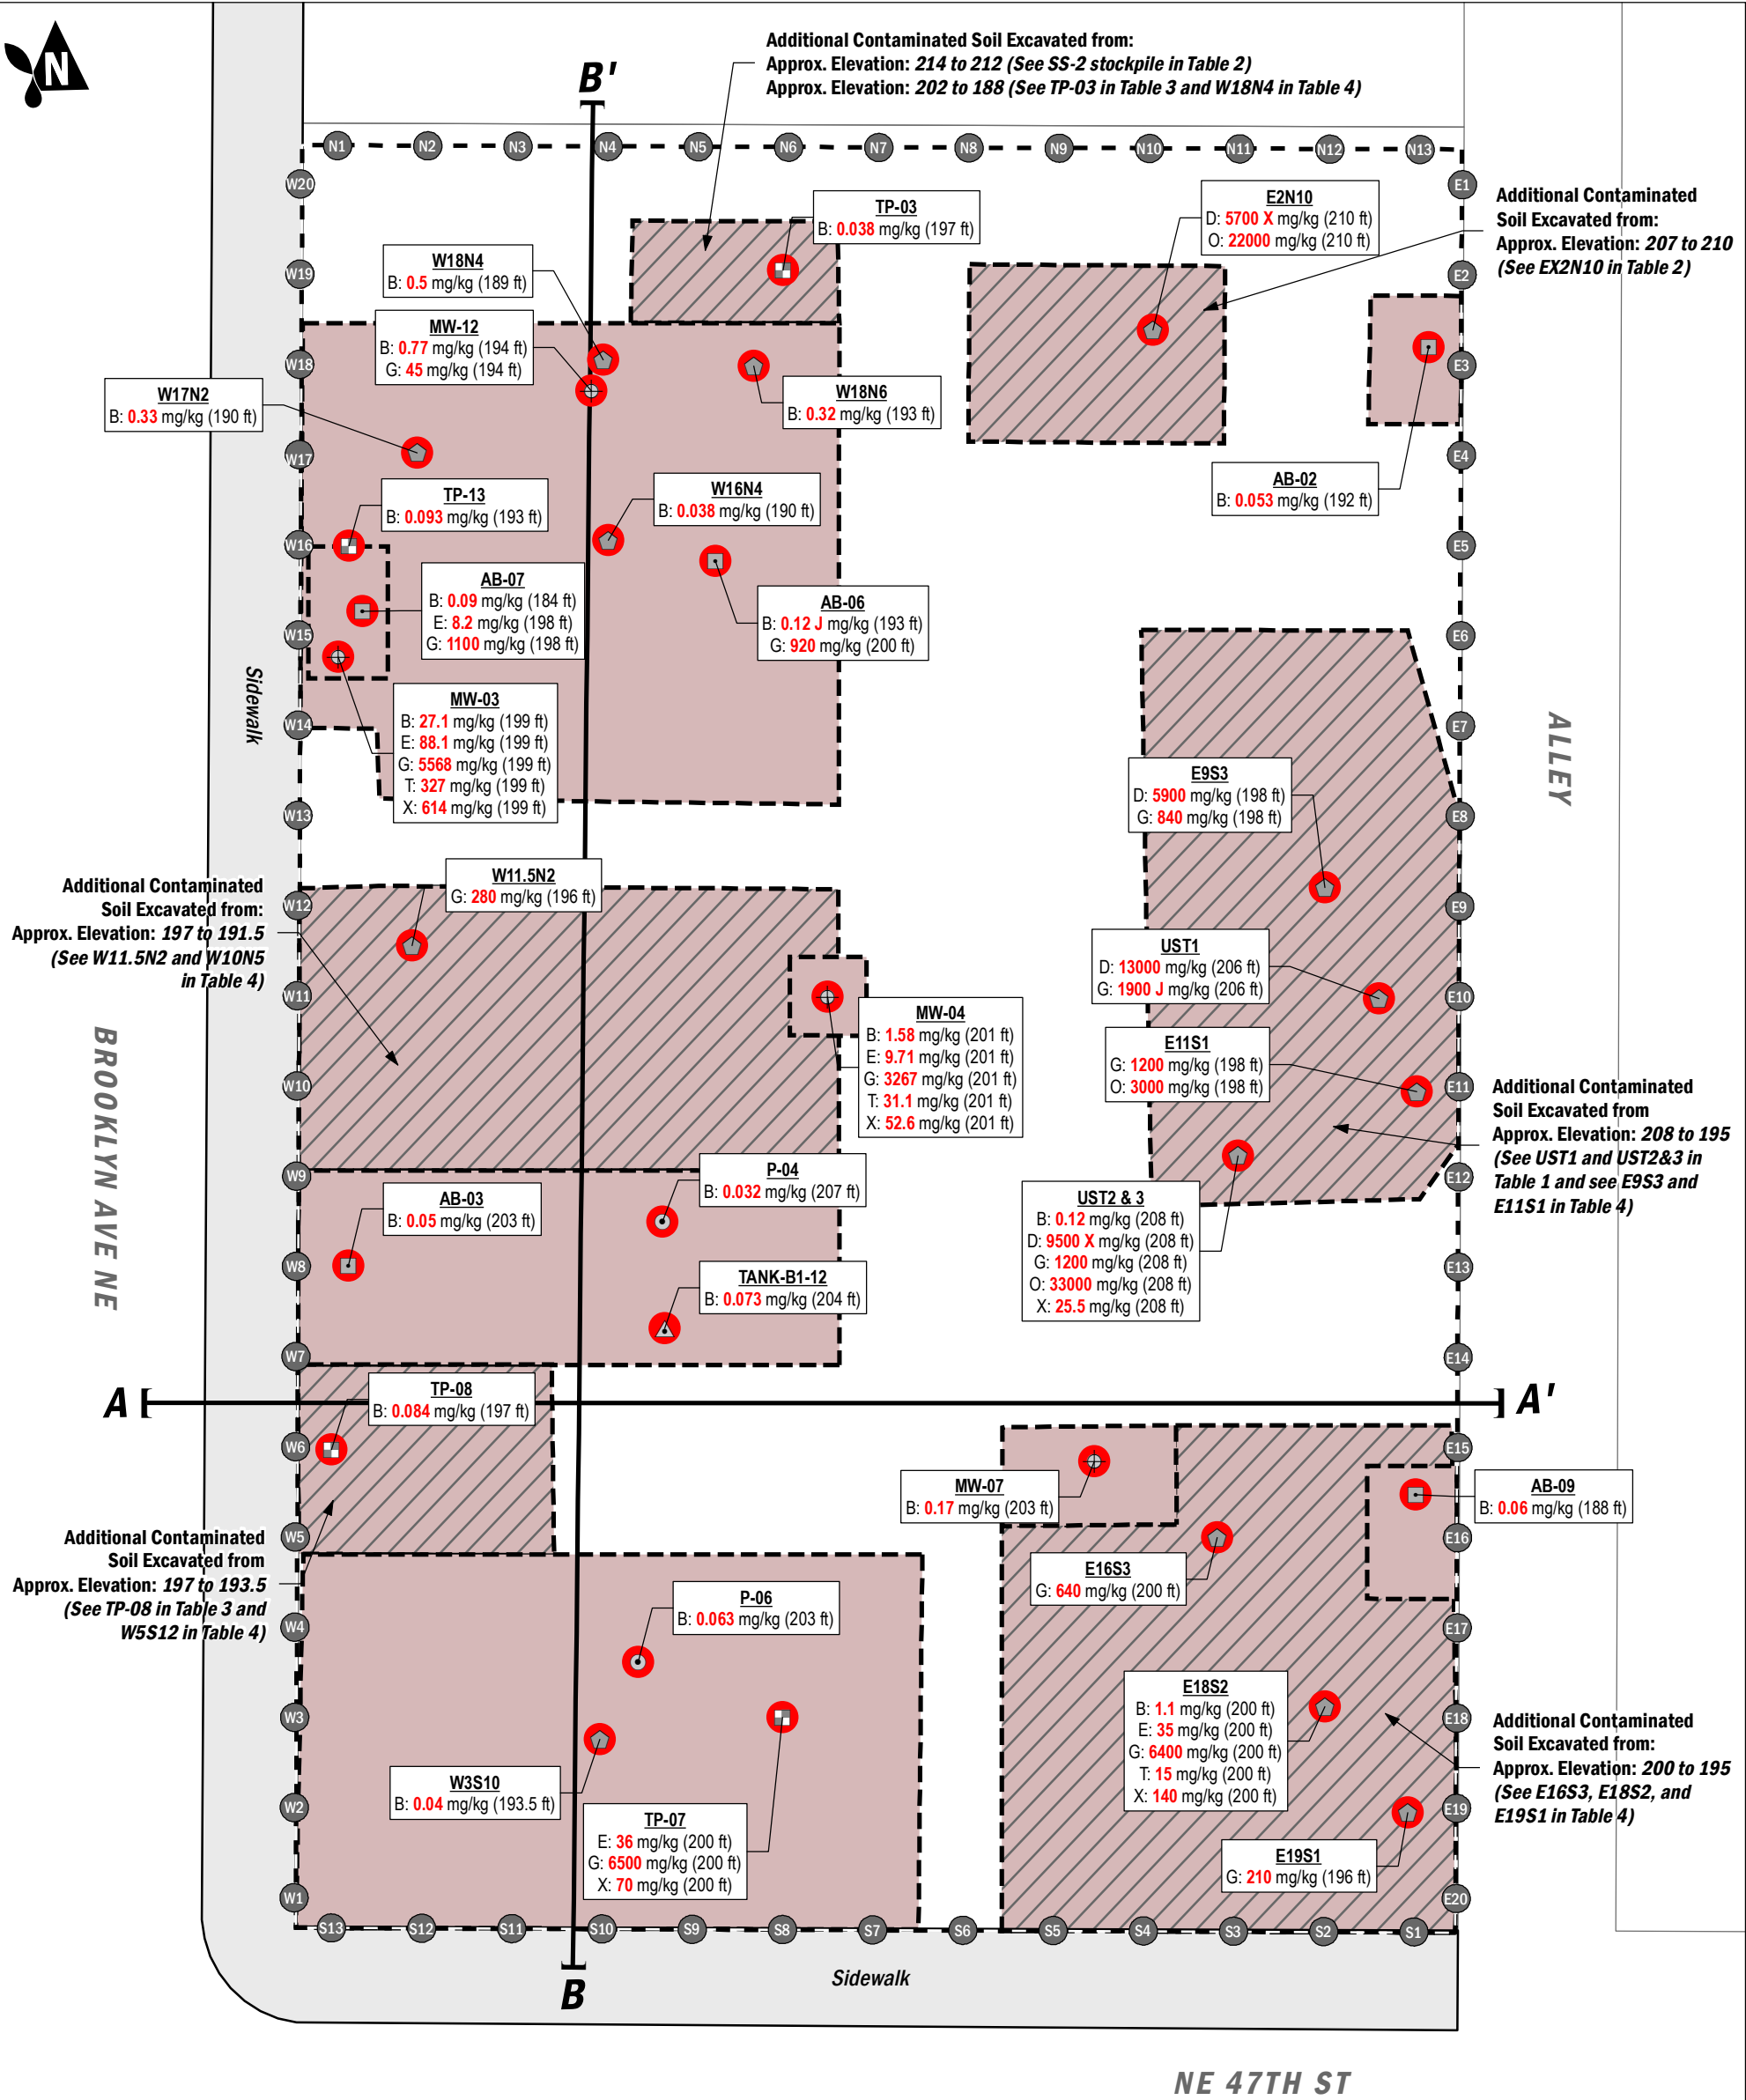 N
Additional Contaminated Soil Excavated from:
Approx. Elevation: 214 to 212 (See SS-2 stockpile in Table 2)
Approx. Elevation: 202 to 188 (See TP-03 in Table 3 and W18N4 in Table 4)
B'
N1
N2
N3
N4
N5
N6
N7
N8
N9
N10
N11
N12
N13
W20
W19
W18
W17
W16
W15
W14
W13
W12
W11
W10
W9
W8
W7
W6
W5
W4
W3
W2
W1
E1
E2
E3
E4
E5
E6
E7
E8
E9
E10
E11
E12
E13
E14
E15
E16
E17
E18
E19
E20
TP-03
B: 0.038 mg/kg (197 ft)
E2N10
D: 5700 X mg/kg (210 ft)
O: 22000 mg/kg (210 ft)
Additional Contaminated
Soil Excavated from:
Approx. Elevation: 207 to 210
(See EX2N10 in Table 2)
W18N4
B: 0.5 mg/kg (189 ft)
MW-12
B: 0.77 mg/kg (194 ft)
G: 45 mg/kg (194 ft)
W17N2
B: 0.33 mg/kg (190 ft)
W18N6
B: 0.32 mg/kg (193 ft)
AB-02
B: 0.053 mg/kg (192 ft)
TP-13
B: 0.093 mg/kg (193 ft)
W16N4
B: 0.038 mg/kg (190 ft)
AB-07
B: 0.09 mg/kg (184 ft)
E: 8.2 mg/kg (198 ft)
G: 1100 mg/kg (198 ft)
AB-06
B: 0.12 J mg/kg (193 ft)
G: 920 mg/kg (200 ft)
Sidewalk
MW-03
B: 27.1 mg/kg (199 ft)
E: 88.1 mg/kg (199 ft)
G: 5568 mg/kg (199 ft)
T: 327 mg/kg (199 ft)
X: 614 mg/kg (199 ft)
ALLEY
E9S3
D: 5900 mg/kg (198 ft)
G: 840 mg/kg (198 ft)
W11.5N2
G: 280 mg/kg (196 ft)
Additional Contaminated
Soil Excavated from:
Approx. Elevation: 197 to 191.5
(See W11.5N2 and W10N5
in Table 4)
UST1
D: 13000 mg/kg (206 ft)
G: 1900 J mg/kg (206 ft)
MW-04
B: 1.58 mg/kg (201 ft)
E: 9.71 mg/kg (201 ft)
G: 3267 mg/kg (201 ft)
T: 31.1 mg/kg (201 ft)
X: 52.6 mg/kg (201 ft)
E11S1
G: 1200 mg/kg (198 ft)
O: 3000 mg/kg (198 ft)
Additional Contaminated
Soil Excavated from
Approx. Elevation: 208 to 195
(See UST1 and UST2&3 in
Table 1 and see E9S3 and
E11S1 in Table 4)
BROOKLYN AVE NE
P-04
B: 0.032 mg/kg (207 ft)
AB-03
B: 0.05 mg/kg (203 ft)
UST2 & 3
B: 0.12 mg/kg (208 ft)
D: 9500 X mg/kg (208 ft)
G: 1200 mg/kg (208 ft)
O: 33000 mg/kg (208 ft)
X: 25.5 mg/kg (208 ft)
TANK-B1-12
B: 0.073 mg/kg (204 ft)
A
A'
TP-08
B: 0.084 mg/kg (197 ft)
MW-07
B: 0.17 mg/kg (203 ft)
AB-09
B: 0.06 mg/kg (188 ft)
Additional Contaminated
Soil Excavated from
Approx. Elevation: 197 to 193.5
(See TP-08 in Table 3 and
W5S12 in Table 4)
E16S3
G: 640 mg/kg (200 ft)
P-06
B: 0.063 mg/kg (203 ft)
E18S2
B: 1.1 mg/kg (200 ft)
E: 35 mg/kg (200 ft)
G: 6400 mg/kg (200 ft)
T: 15 mg/kg (200 ft)
X: 140 mg/kg (200 ft)
Additional Contaminated
Soil Excavated from:
Approx. Elevation: 200 to 195
(See E16S3, E18S2, and
E19S1 in Table 4)
W3S10
B: 0.04 mg/kg (193.5 ft)
TP-07
E: 36 mg/kg (200 ft)
G: 6500 mg/kg (200 ft)
X: 70 mg/kg (200 ft)
E19S1
G: 210 mg/kg (196 ft)
S13
S12
S11
S10
S9
S8
S7
S6
S5
S4
S3
S2
S1
B
Sidewalk
NE 47TH ST